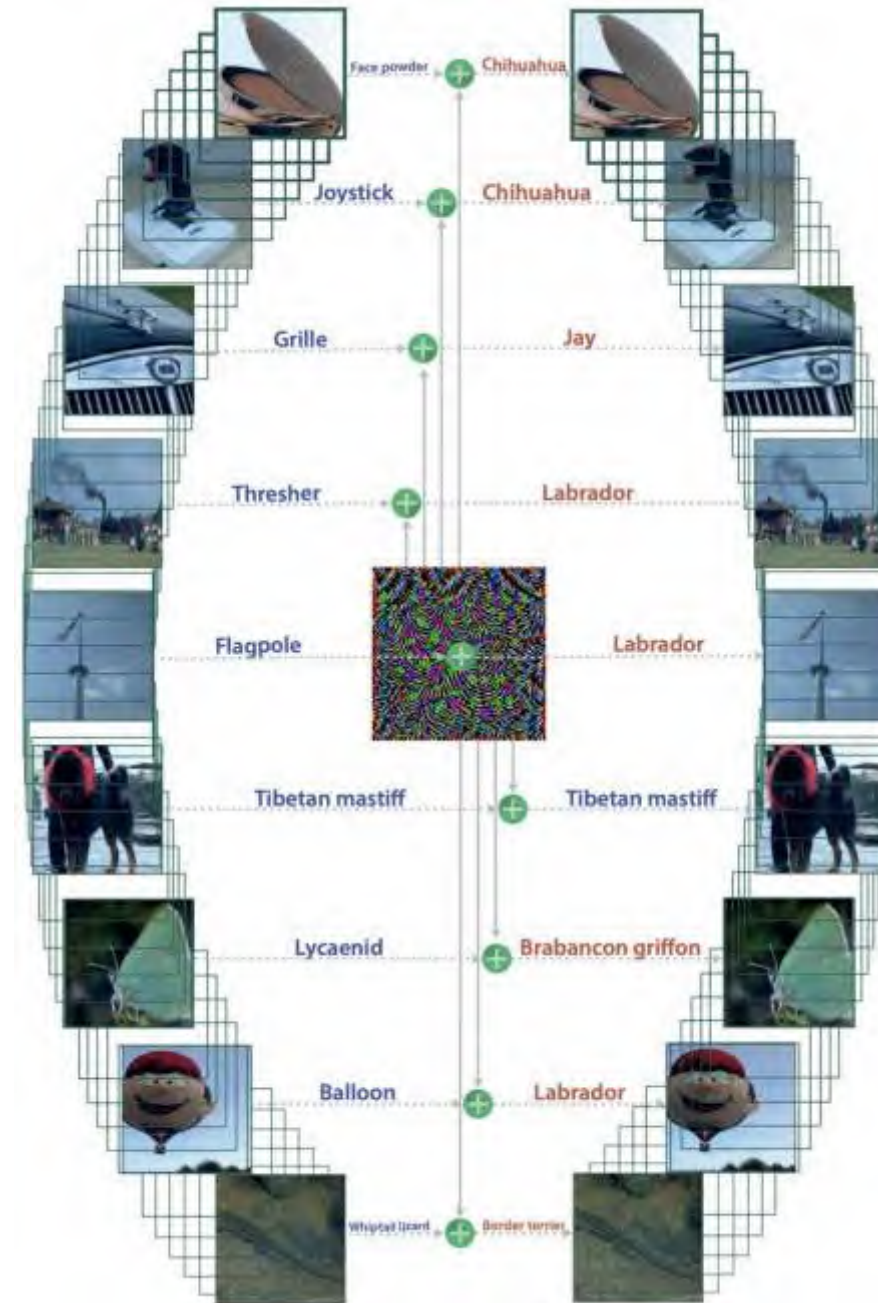 Face powder Chihuahua
Joystick Chihuahua
Grille Jay
Thresher Labrador
Flagpole Labrador
Tibetan mastiff Tibetan mastiff
Lycaenid Brabancon griffon
Balloon Labrador
Whiptail lizard Border terrier